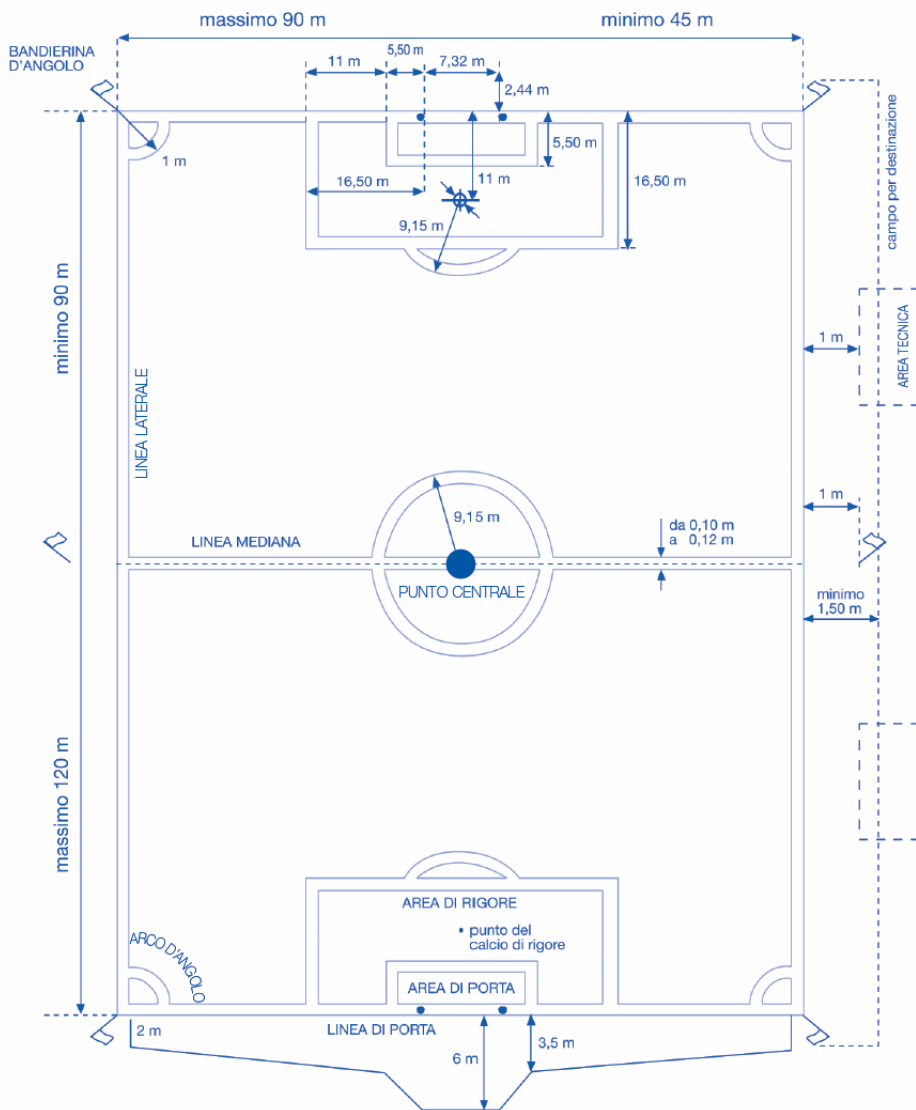 massimo 90 m
minimo 45 m
BANDIERINA
D'ANGOLO
5,50 m
11 m
7,32 m
2,44 m
1 m
5,50 m
11 m
16,50 m
16,50 m
9,15 m
campo per destinazione
minimo 90 m
AREA TECNICA
1 m
LINEA LATERALE
9,15 m
1 m
da 0,10 m
a 0,12 m
LINEA MEDIANA
PUNTO CENTRALE
minimo
1,50 m
massimo 120 m
AREA DI RIGORE
punto del
calcio di rigore
ARCO D'ANGOLO
AREA DI PORTA
2 m
LINEA DI PORTA
3,5 m
6 m